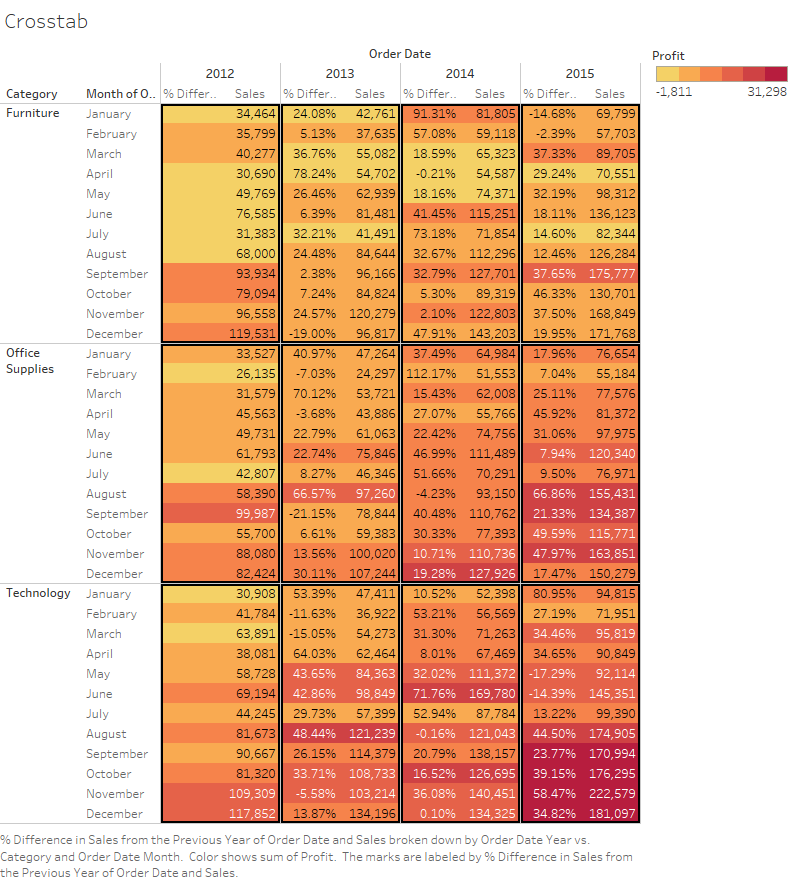 Crosstab
Order Date
Profit
2012 2013 2014 2015
-1,811 31,298
Category Month of O.. % Differ.. Sales % Differ.. Sales % Differ.. Sales % Differ.. Sales
Furniture January 34,464 24.08% 42,761 91.31% 81,805 -14.68% 69,799
February 35,799 5.13% 37,635 57.08% 59,118 -2.39% 57,703
March 40,277 36.76% 55,082 18.59% 65,323 37.33% 89,705
April 30,690 78.24% 54,702 -0.21% 54,587 29.24% 70,551
May 49,769 26.46% 62,939 18.16% 74,371 32.19% 98,312
June 76,585 6.39% 81,481 41.45% 115,251 18.11% 136,123
July 31,383 32.21% 41,491 73.18% 71,854 14.60% 82,344
August 68,000 24.48% 84,644 32.67% 112,296 12.46% 126,284
September 93,934 2.38% 96,166 32.79% 127,701 37.65% 175,777
October 79,094 7.24% 84,824 5.30% 89,319 46.33% 130,701
November 96,558 24.57% 120,279 2.10% 122,803 37.50% 168,849
December 119,531 -19.00% 96,817 47.91% 143,203 19.95% 171,768
Office Supplies January 33,527 40.97% 47,264 37.49% 64,984 17.96% 76,654
February 26,135 -7.03% 24,297 112.17% 51,553 7.04% 55,184
March 31,579 70.12% 53,721 15.43% 62,008 25.11% 77,576
April 45,563 -3.68% 43,886 27.07% 55,766 45.92% 81,372
May 49,731 22.79% 61,063 22.42% 74,756 31.06% 97,975
June 61,793 22.74% 75,846 46.99% 111,489 7.94% 120,340
July 42,807 8.27% 46,346 51.66% 70,291 9.50% 76,971
August 58,390 66.57% 97,260 -4.23% 93,150 66.86% 155,431
September 99,987 -21.15% 78,844 40.48% 110,762 21.33% 134,387
October 55,700 6.61% 59,383 30.33% 77,393 49.59% 115,771
November 88,080 13.56% 100,020 10.71% 110,736 47.97% 163,851
December 82,424 30.11% 107,244 19.28% 127,926 17.47% 150,279
Technology January 30,908 53.39% 47,411 10.52% 52,398 80.95% 94,815
February 41,784 -11.63% 36,922 53.21% 56,569 27.19% 71,951
March 63,891 -15.05% 54,273 31.30% 71,263 34.46% 95,819
April 38,081 64.03% 62,464 8.01% 67,469 34.65% 90,849
May 58,728 43.65% 84,363 32.02% 111,372 -17.29% 92,114
June 69,194 42.86% 98,849 71.76% 169,780 -14.39% 145,351
July 44,245 29.73% 57,399 52.94% 87,784 13.22% 99,390
August 81,673 48.44% 121,239 -0.16% 121,043 44.50% 174,905
September 90,667 26.15% 114,379 20.79% 138,157 23.77% 170,994
October 81,320 33.71% 108,733 16.52% 126,695 39.15% 176,295
November 109,309 -5.58% 103,214 36.08% 140,451 58.47% 222,579
December 117,852 13.87% 134,196 0.10% 134,325 34.82% 181,097
% Difference in Sales from the Previous Year of Order Date and Sales broken down by Order Date Year vs.
Category and Order Date Month. Color shows sum of Profit. The marks are labeled by % Difference in Sales from
the Previous Year of Order Date and Sales.